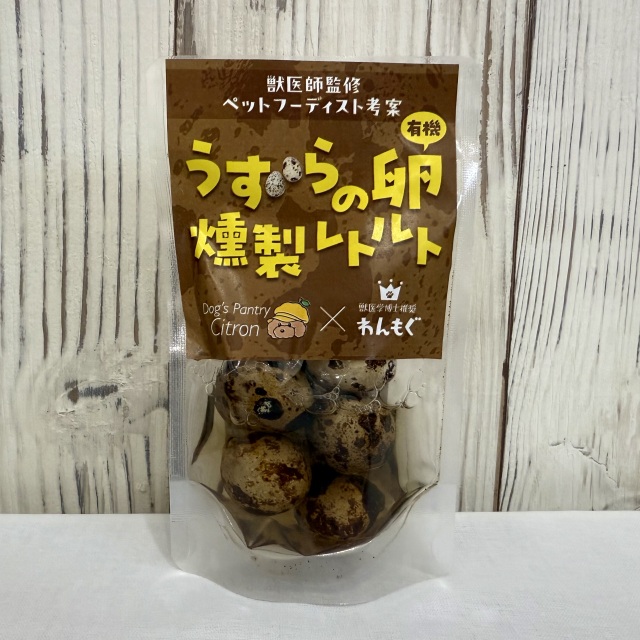 獣医師監修
ペットフーディスト考案
有機
うずらの卵
燻製レトルト
Dog's Pantry
Citron
×
獣医学博士推奨
わんもぐ